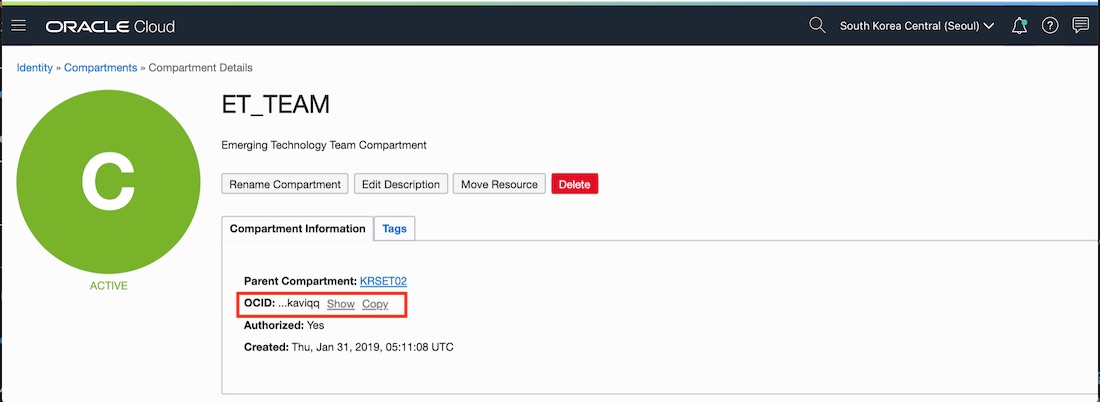 ORACLE Cloud
South Korea Central (Seoul)
Identity » Compartments » Compartment Details
C
ACTIVE
ET_TEAM
Emerging Technology Team Compartment
Rename Compartment Edit Description Move Resource Delete
Compartment Information Tags
Parent Compartment: KRSET02
OCID: ...kaviqq Show Copy
Authorized: Yes
Created: Thu, Jan 31, 2019, 05:11:08 UTC